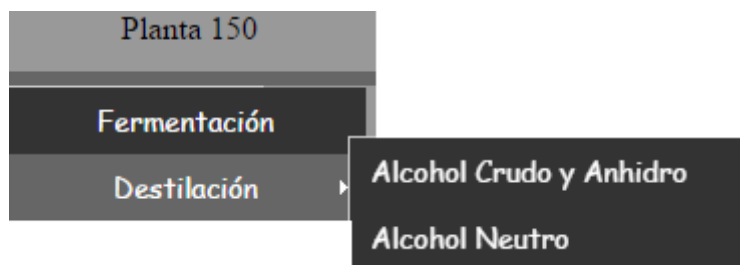 Planta 150
Fermentación
Destilación
Alcohol Crudo y Anhidro
Alcohol Neutro